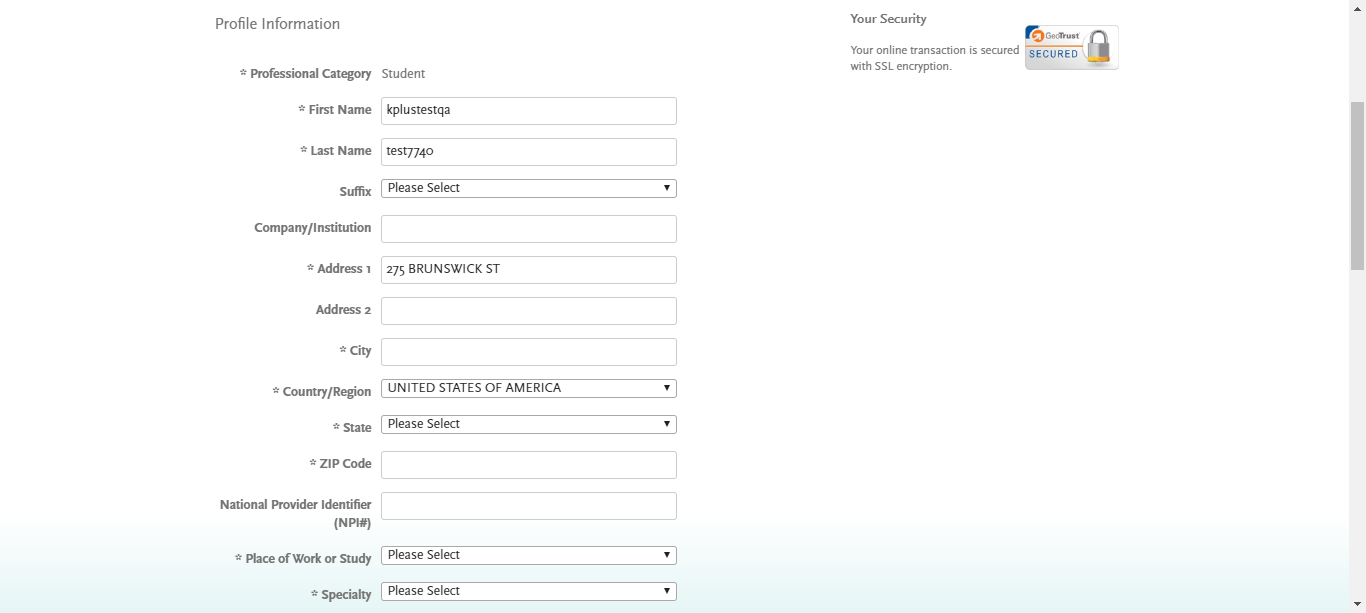 Profile Information
Your Security
Your online transaction is secured
with SSL encryption.
GeoTrust
SECURED
* Professional Category Student
* First Name kplustestqa
* Last Name test7740
Suffix Please Select
Company/Institution
* Address 1 275 BRUNSWICK ST
Address 2
* City
* Country/Region UNITED STATES OF AMERICA
* State Please Select
* ZIP Code
National Provider Identifier
(NPI#)
* Place of Work or Study Please Select
* Specialty Please Select